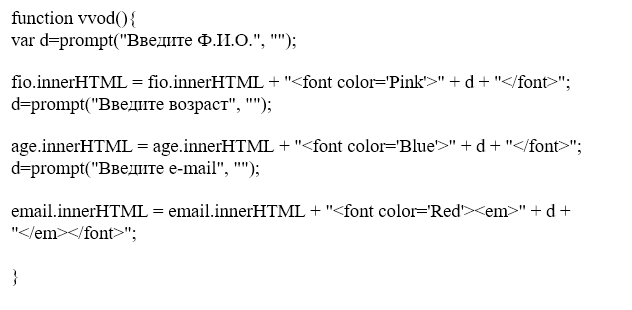 function vvod(){
var d=prompt("Введите Ф.И.О.", "");
fio.innerHTML = fio.innerHTML + "<font color='Pink'>" + d + "</font>";
d=prompt("Введите возраст", "");
age.innerHTML = age.innerHTML + "<font color='Blue'>" + d + "</font>";
d=prompt("Введите e-mail", "");
email.innerHTML = email.innerHTML + "<font color='Red'><em>" + d +
"</em></font>";
}